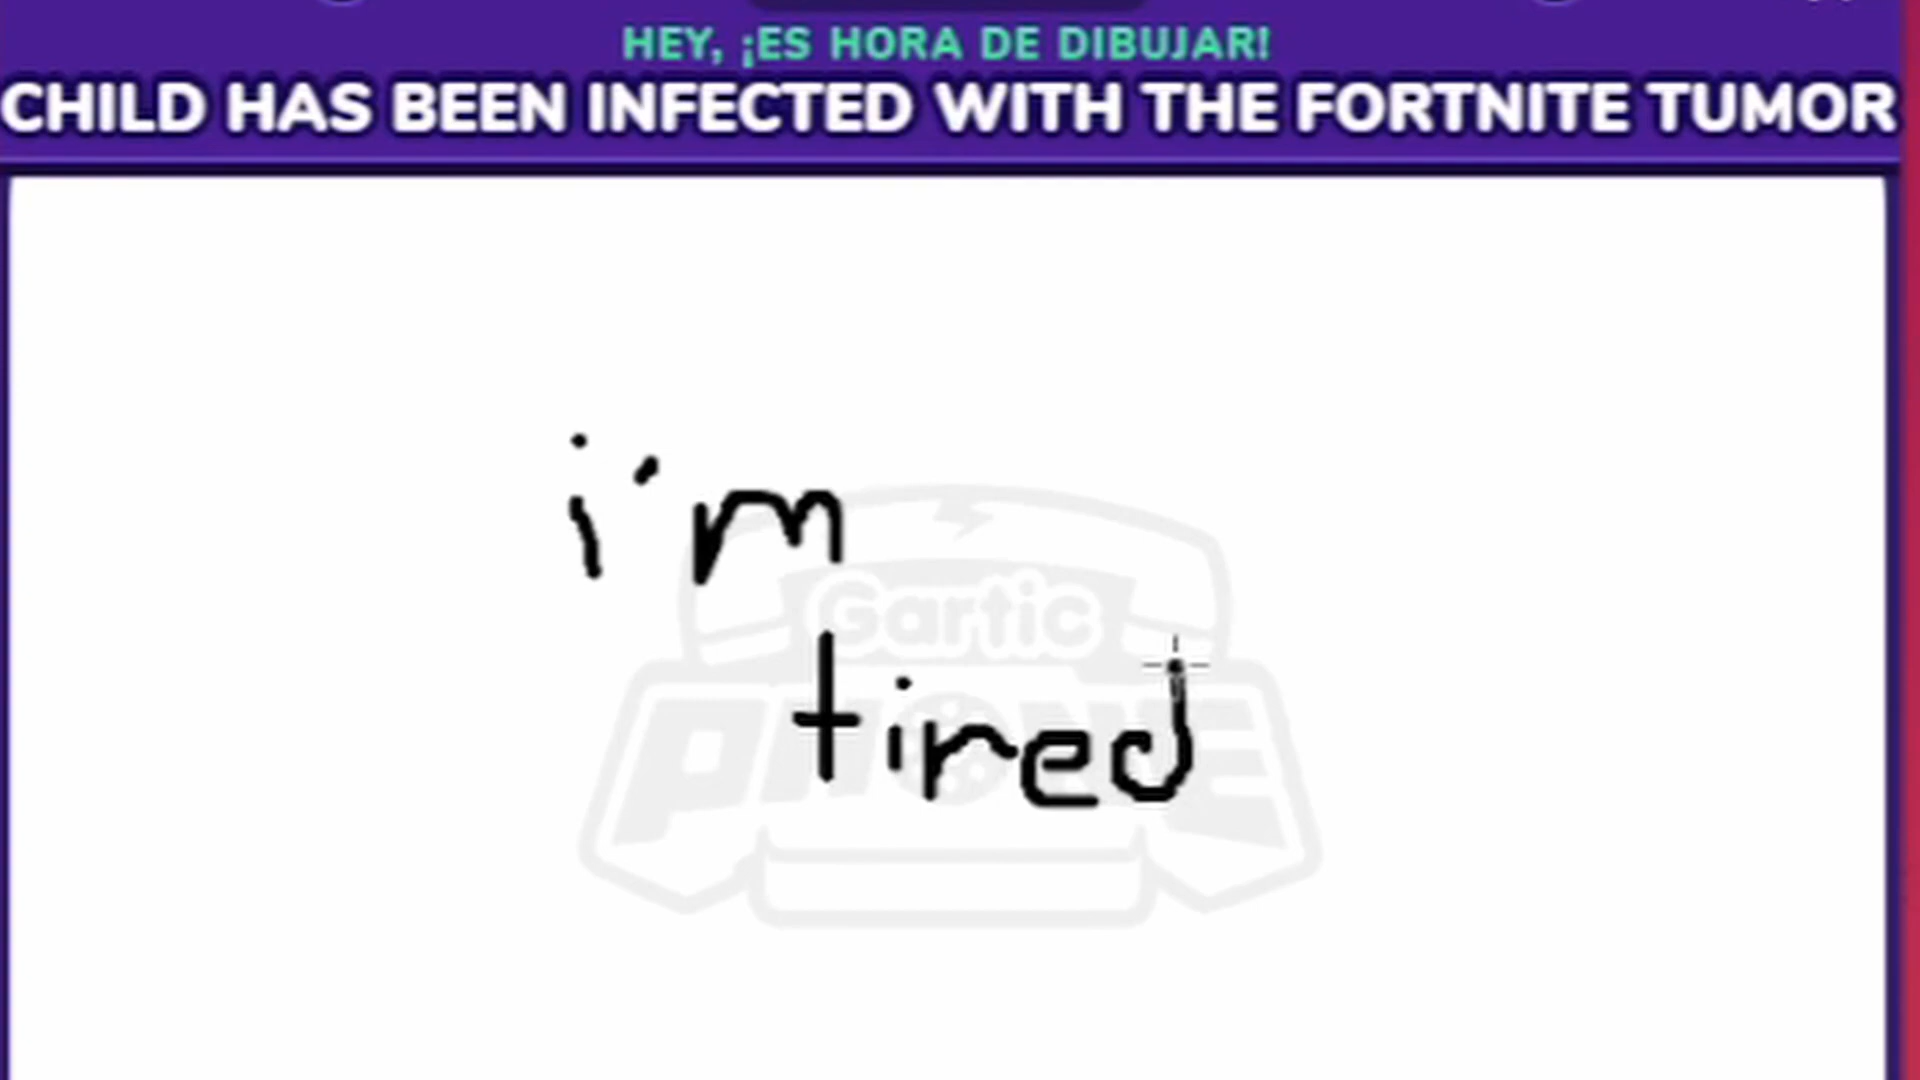 HEY, ¡ES HORA DE DIBUJAR!
CHILD HAS BEEN INFECTED WITH THE FORTNITE TUMOR
i'm
Gartic
tired
PHONE